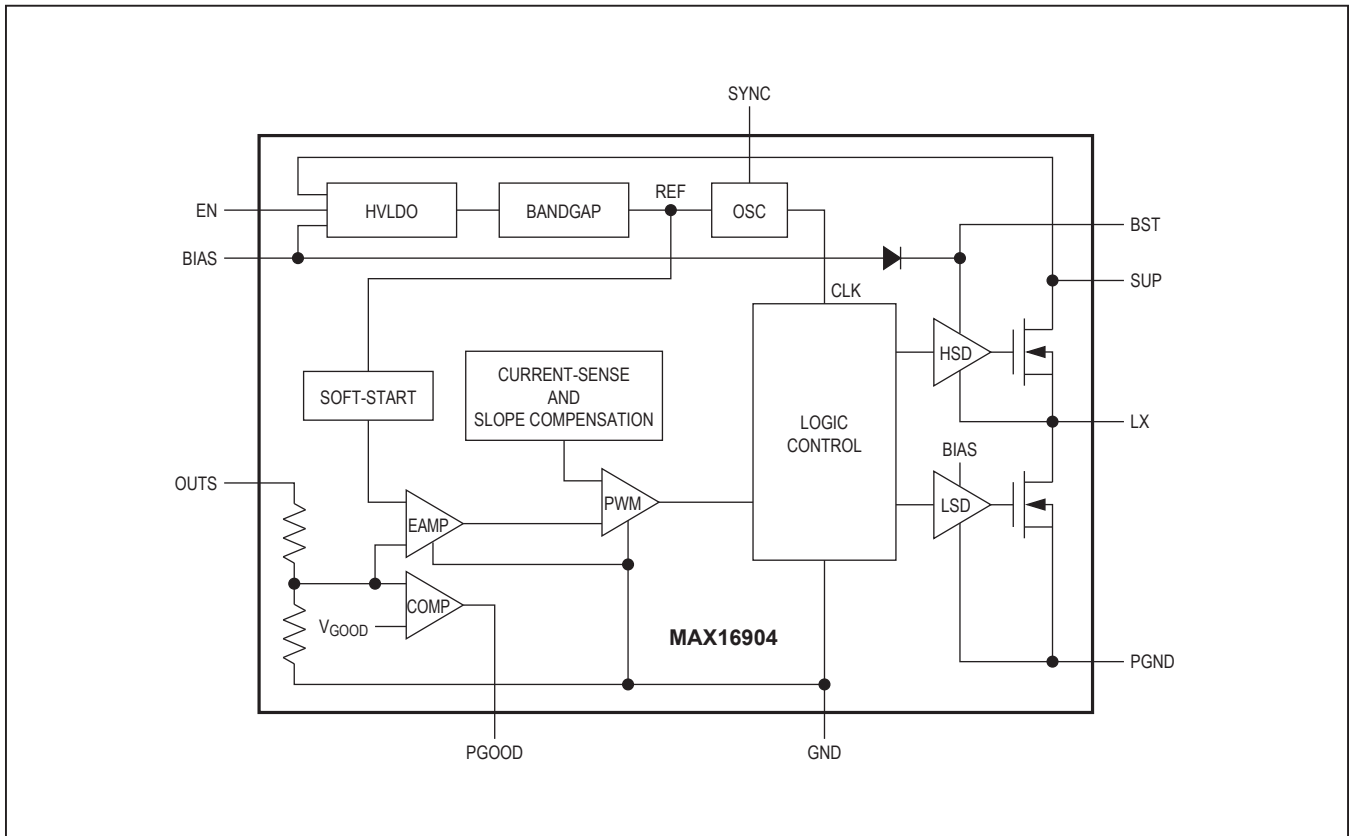 SYNC
REF
EN
HVLDO
BANDGAP
OSC
BST
BIAS
SUP
CLK
HSD
SOFT-START
CURRENT-SENSE
AND
SLOPE COMPENSATION
LOGIC
CONTROL
LX
BIAS
OUTS
EAMP
PWM
LSD
COMP
VGOOD
MAX16904
PGND
PGOOD
GND